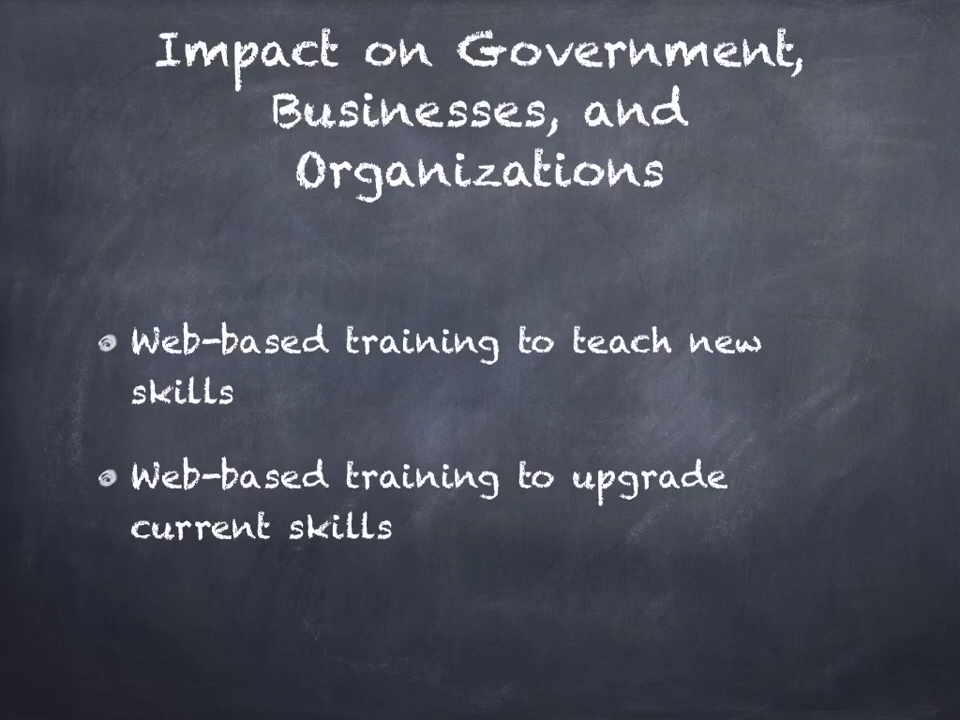 Impact on Government,
Businesses, and
Organizations
Web-based training to teach new
skills
Web-based training to upgrade
current skills